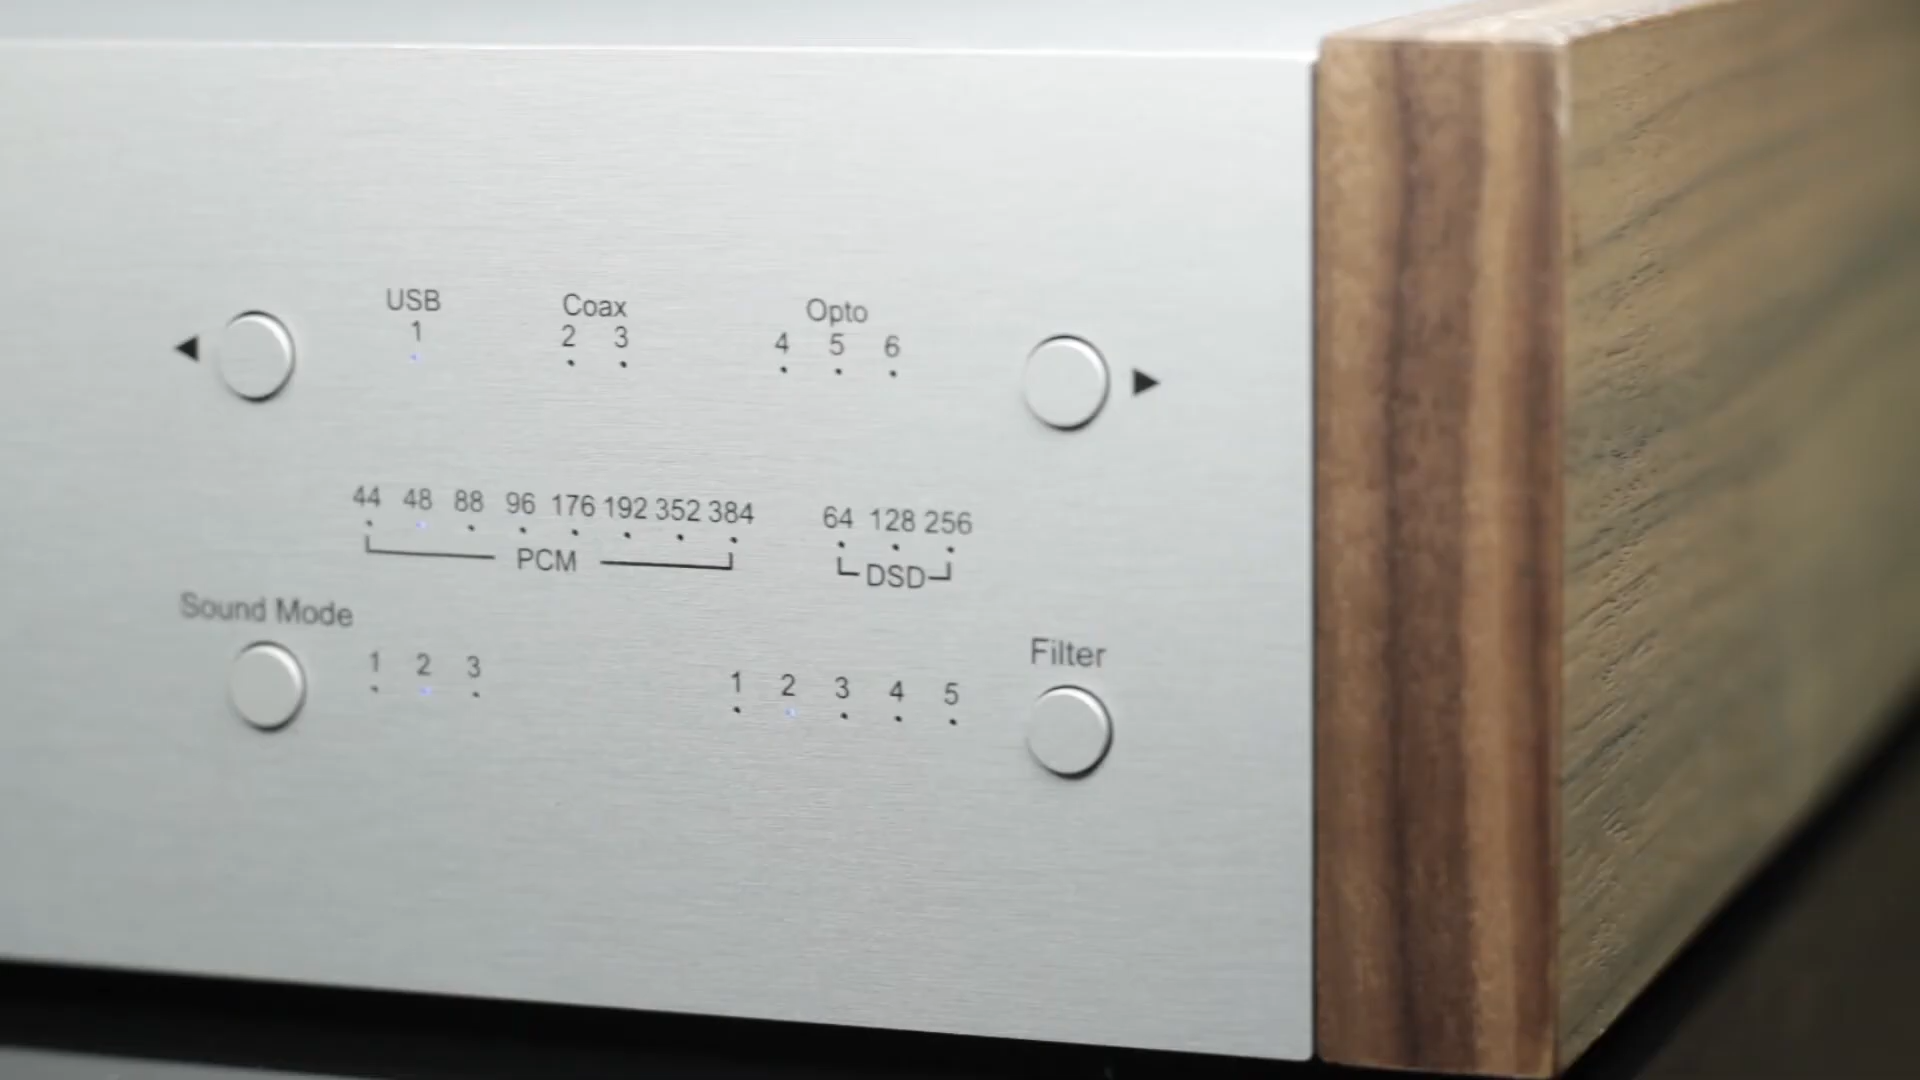 USB Coax Opto
1 2 3 4 5 6
44 48 88 96 176 192 352 384 64 128 256
PCM DSD
Sound Mode Filter
1 2 3 1 2 3 4 5